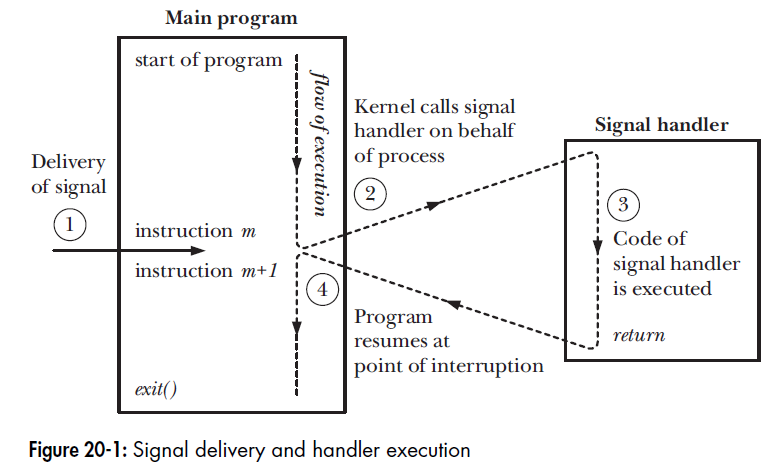 Main program
start of program
flow of execution
Kernel calls signal
handler on behalf
of process
2
Signal handler
Delivery
of signal
1
3
Code of
signal handler
is executed
return
instruction m
instruction m+1
4
Program
resumes at
point of interruption
exit()
Figure 20-1: Signal delivery and handler execution